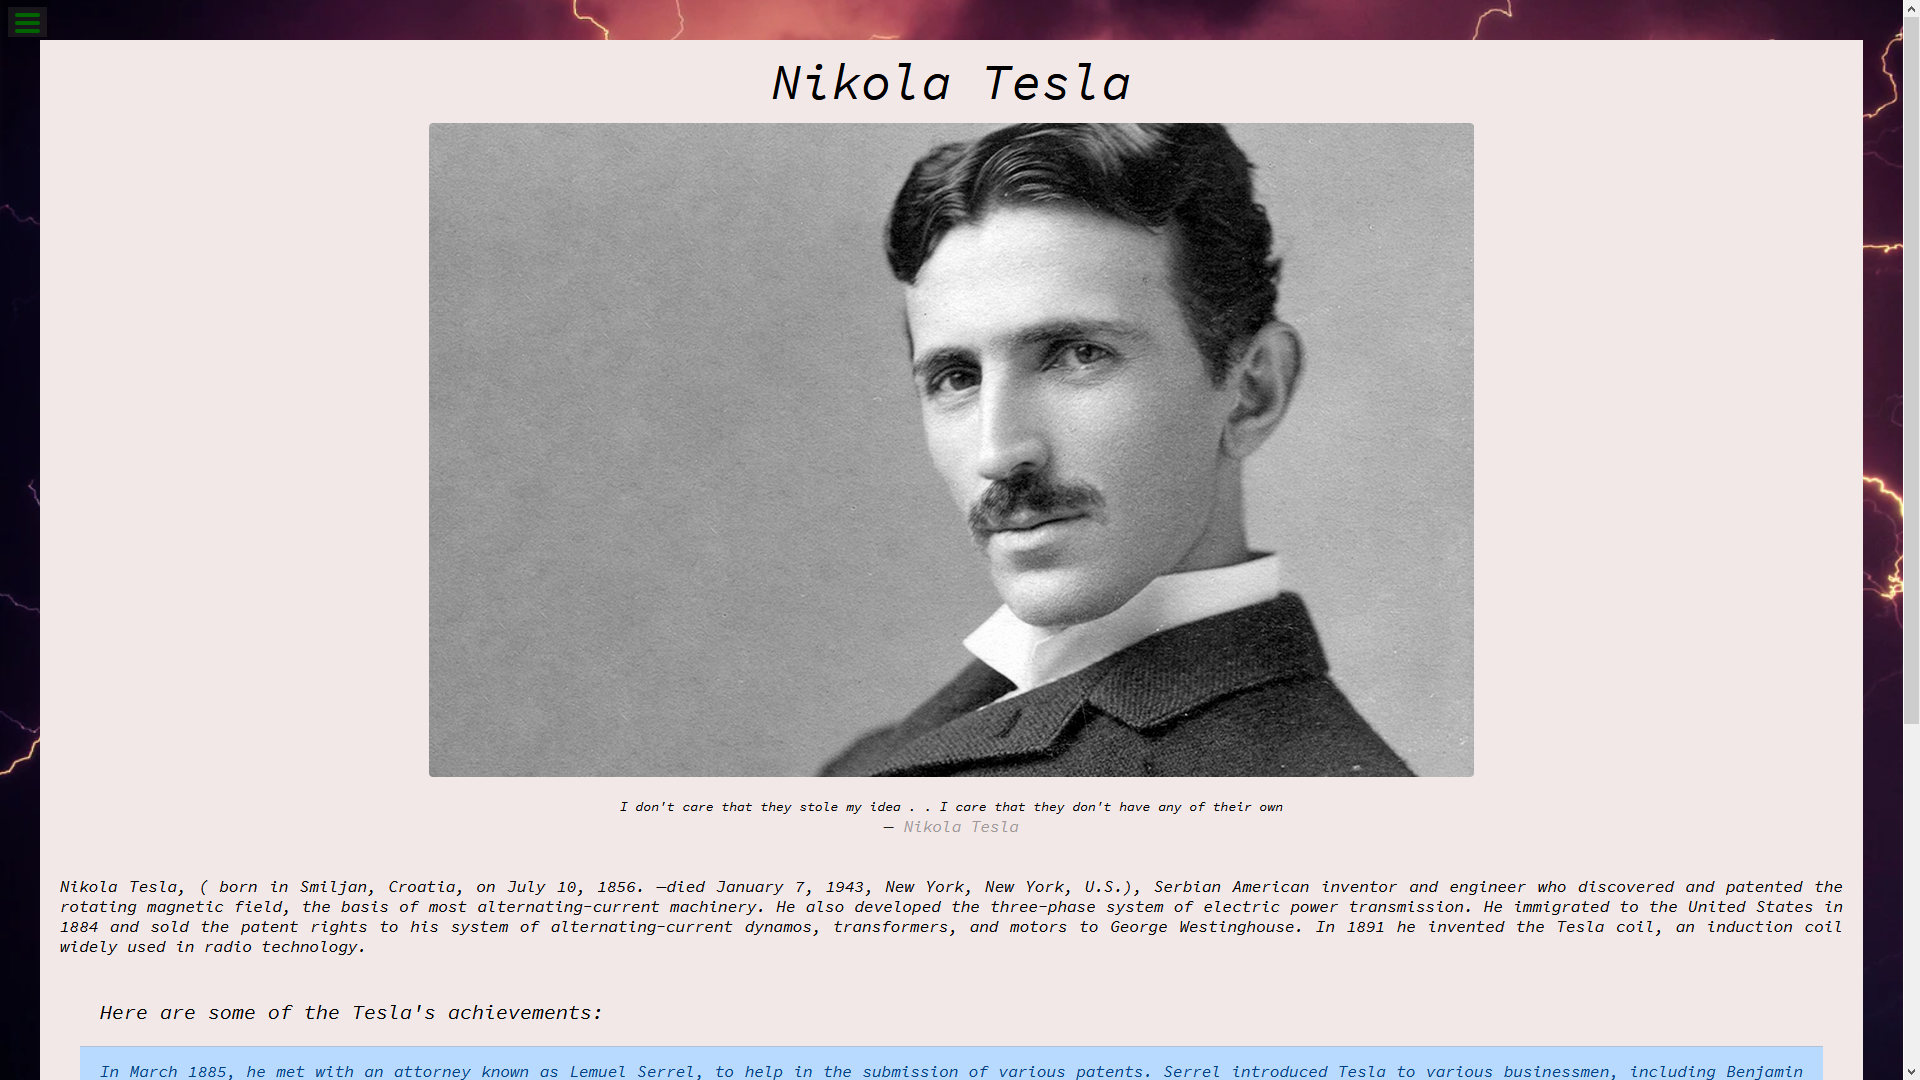 Nikola Tesla
I don't care that they stole my idea . . I care that they don't have any of their own
— Nikola Tesla
Nikola Tesla, ( born in Smiljan, Croatia, on July 10, 1856. —died January 7, 1943, New York, New York, U.S.), Serbian American inventor and engineer who discovered and patented the
rotating magnetic field, the basis of most alternating-current machinery. He also developed the three-phase system of electric power transmission. He immigrated to the United States in
1884 and sold the patent rights to his system of alternating-current dynamos, transformers, and motors to George Westinghouse. In 1891 he invented the Tesla coil, an induction coil
widely used in radio technology.
Here are some of the Tesla's achievements:
In March 1885, he met with an attorney known as Lemuel Serrel, to help in the submission of various patents. Serrel introduced Tesla to various businessmen, including Benjamin